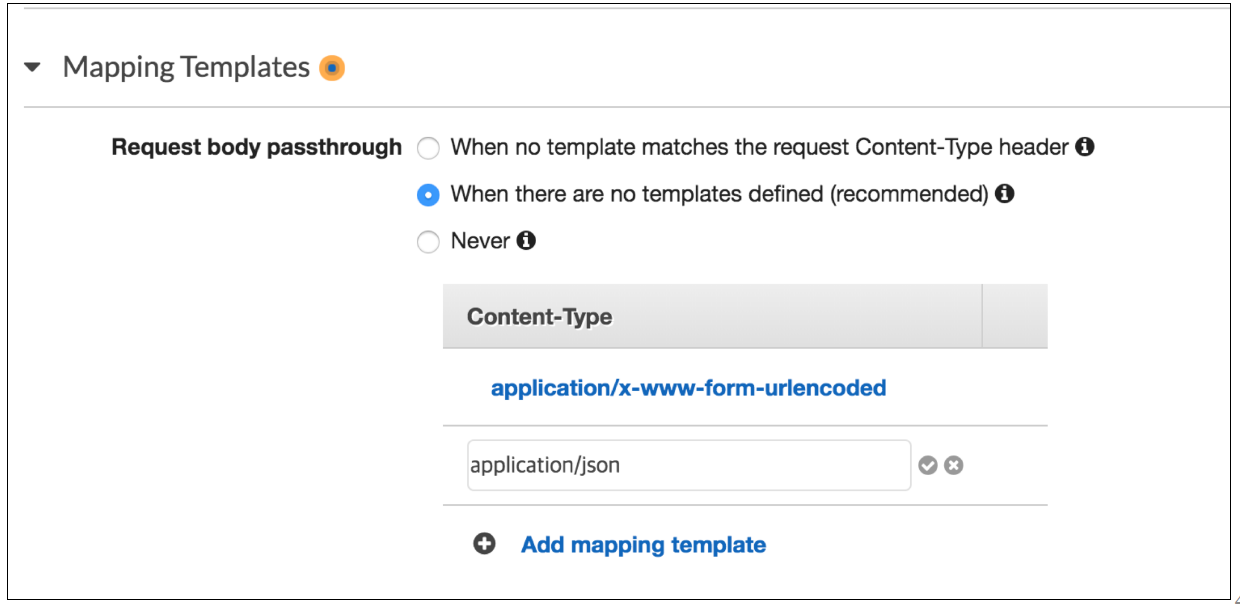 Mapping Templates
Request body passthrough When no template matches the request Content-Type header
When there are no templates defined (recommended)
Never
Content-Type
application/x-www-form-urlencoded
application/json
Add mapping template